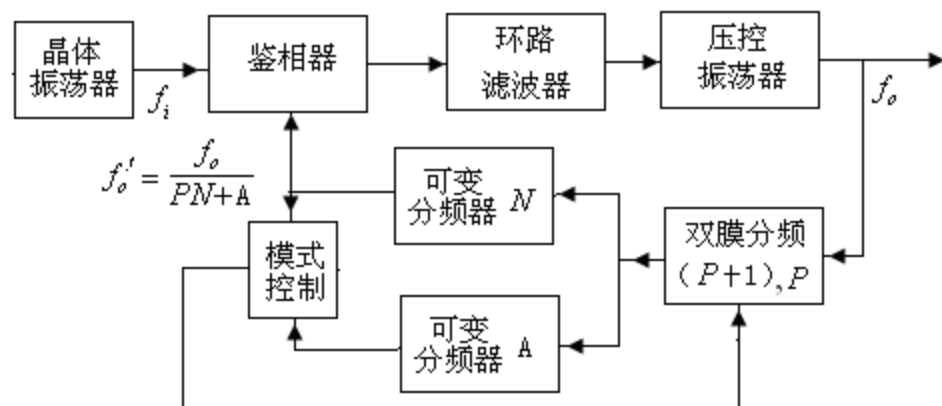 晶体
振荡器
鉴相器
环路
滤波器
压控
振荡器
f_i
f_o
f_o' = f_o / PN+A
可变
分频器 N
双膜分频
(P+1),P
模式
控制
可变
分频器 A